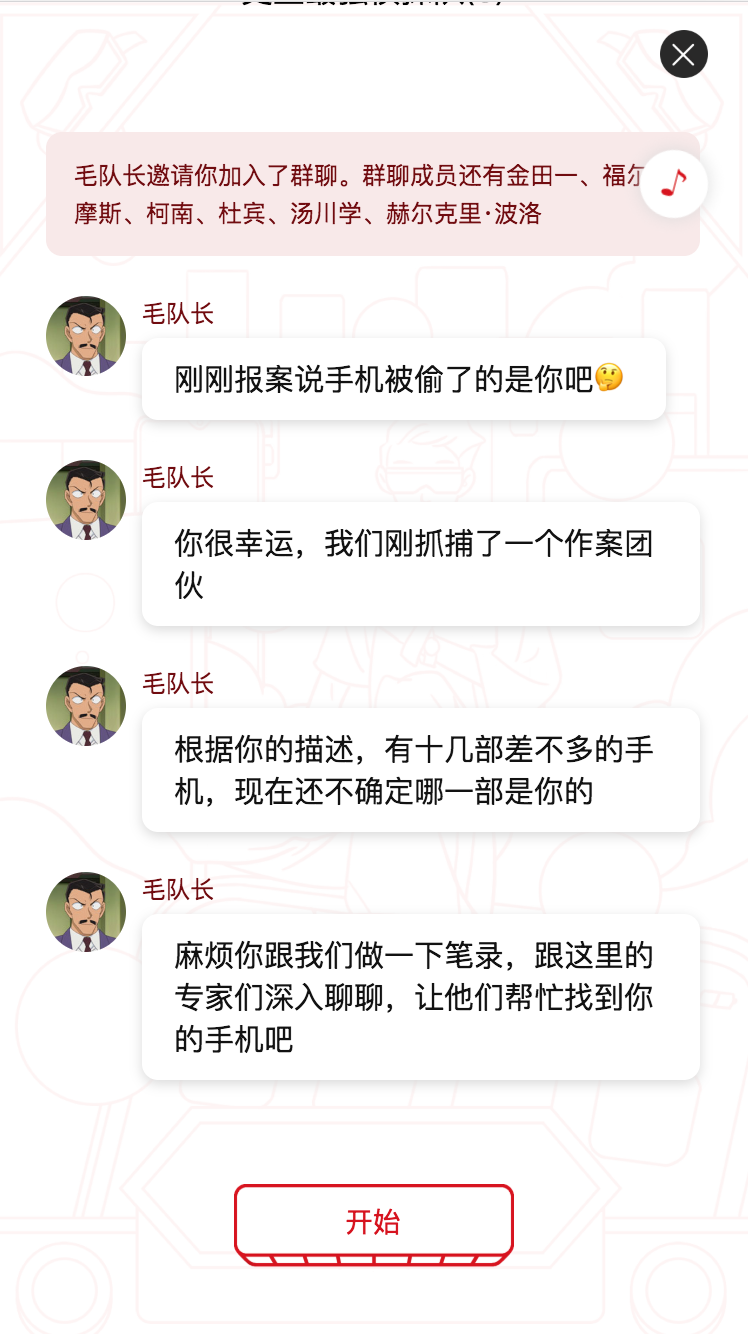 毛队长邀请你加入了群聊。群聊成员还有金田一、福尔
摩斯、柯南、杜宾、汤川学、赫尔克里·波洛
毛队长
刚刚报案说手机被偷了的是你吧🤔
毛队长
你很幸运，我们刚抓捕了一个作案团
伙
毛队长
根据你的描述，有十几部差不多的手
机，现在还不确定哪一部是你的
毛队长
麻烦你跟我们做一下笔录，跟这里的
专家们深入聊聊，让他们帮忙找到你
的手机吧
开始